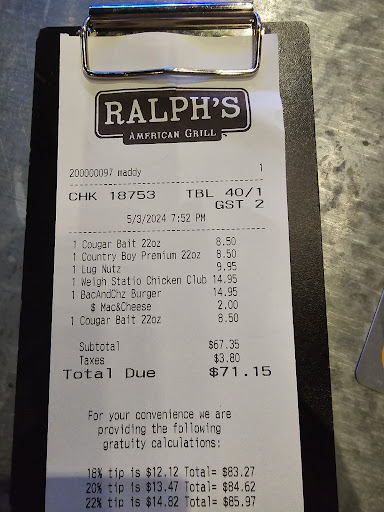 RALPH'S
AMERICAN GRILL
200000097 maddy 1
CHK 18753 TBL 40/1
GST 2
5/3/2024 7:52 PM
1 Cougar Bait 22oz 8.50
1 Country Boy Premium 22oz 8.50
1 Lug Nutz 9.95
1 Weigh Statio Chicken Club 14.95
1 BacAndChz Burger 14.95
$ Mac&Cheese 2.00
1 Cougar Bait 22oz 8.50
Subtotal $67.35
Taxes $3.80
Total Due $71.15
For your convenience we are
providing the following
gratuity calculations:
18% tip is $12.12 Total= $83.27
20% tip is $13.47 Total= $84.62
22% tip is $14.82 Total= $85.97